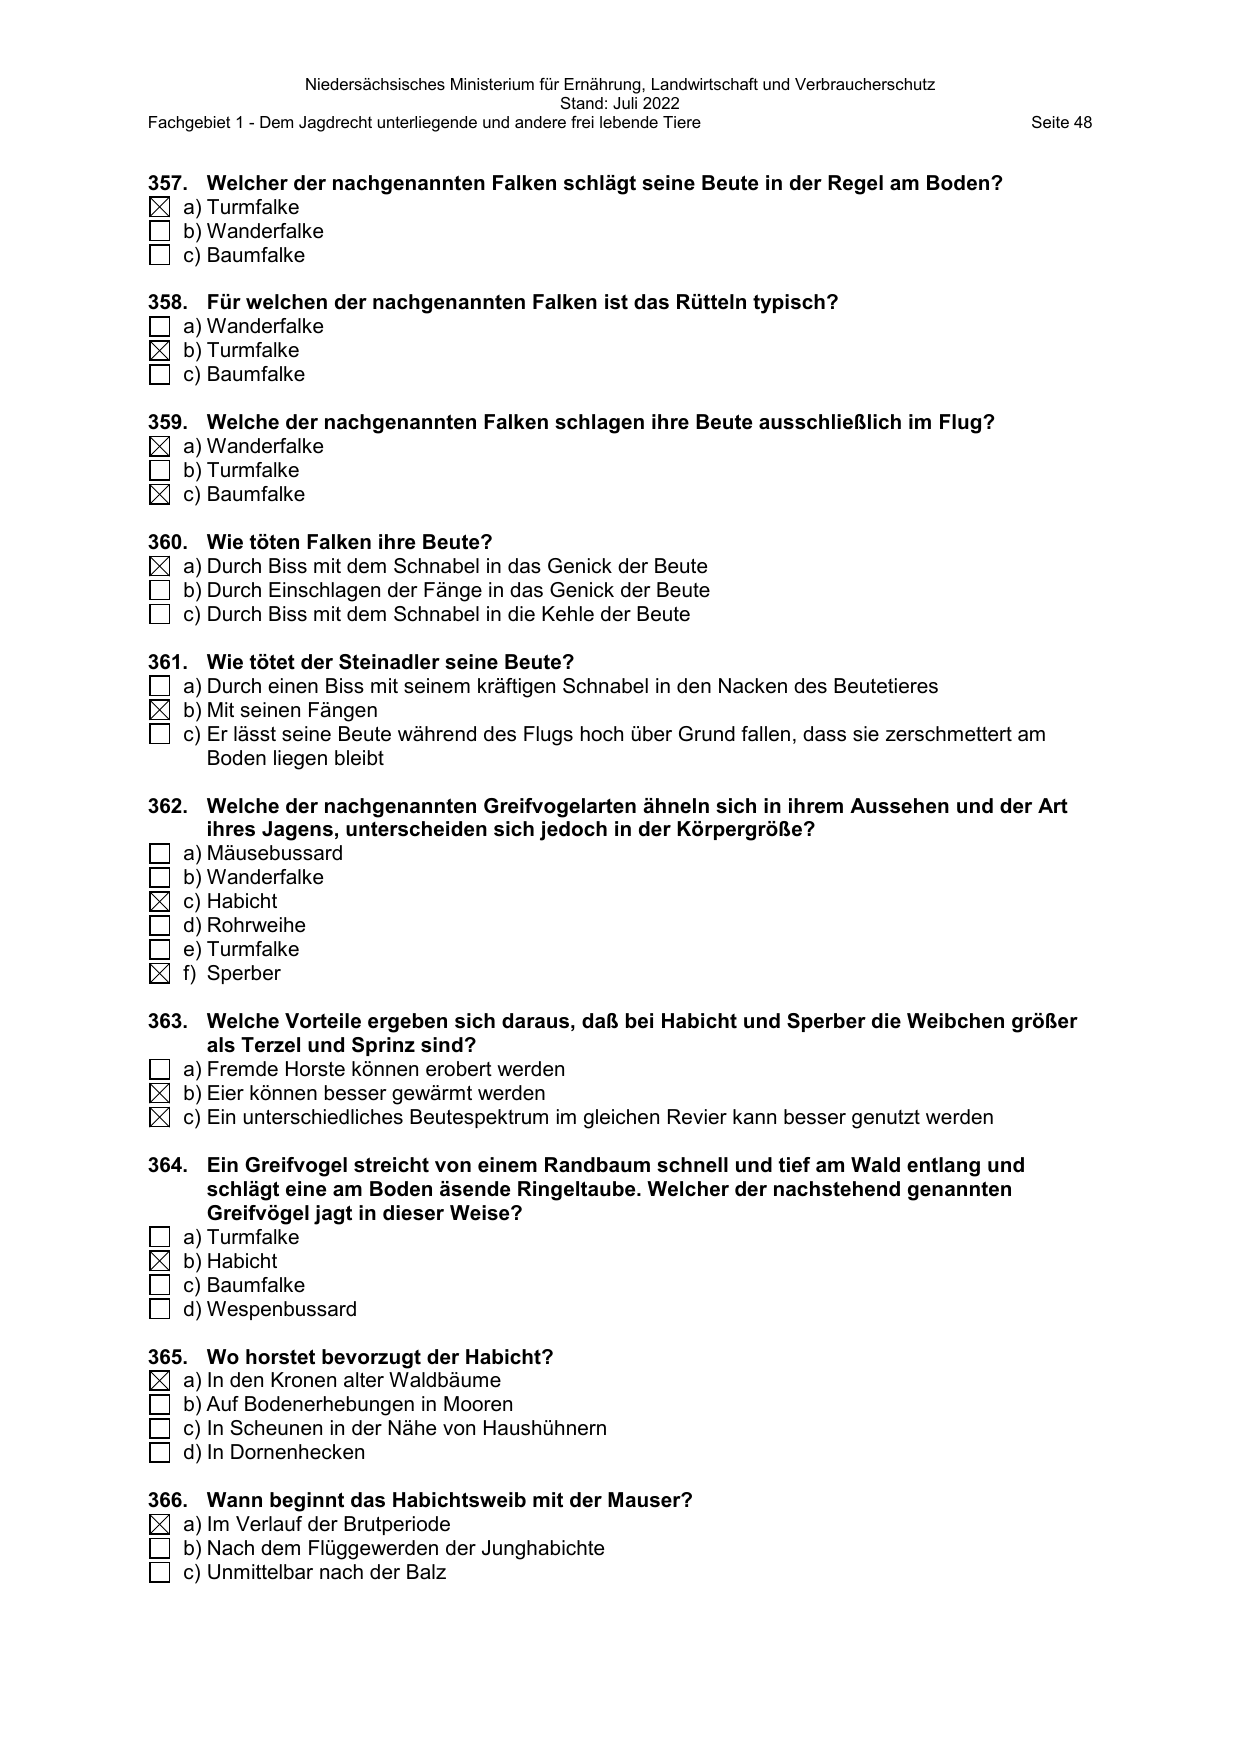 Niedersächsisches Ministerium für Ernährung, Landwirtschaft und Verbraucherschutz
Stand: Juli 2022
Fachgebiet 1 - Dem Jagdrecht unterliegende und andere frei lebende Tiere Seite 48
357. Welcher der nachgenannten Falken schlägt seine Beute in der Regel am Boden?
☒ a) Turmfalke
☐ b) Wanderfalke
☐ c) Baumfalke
358. Für welchen der nachgenannten Falken ist das Rütteln typisch?
☐ a) Wanderfalke
☒ b) Turmfalke
☐ c) Baumfalke
359. Welche der nachgenannten Falken schlagen ihre Beute ausschließlich im Flug?
☒ a) Wanderfalke
☐ b) Turmfalke
☒ c) Baumfalke
360. Wie töten Falken ihre Beute?
☒ a) Durch Biss mit dem Schnabel in das Genick der Beute
☐ b) Durch Einschlagen der Fänge in das Genick der Beute
☐ c) Durch Biss mit dem Schnabel in die Kehle der Beute
361. Wie tötet der Steinadler seine Beute?
☐ a) Durch einen Biss mit seinem kräftigen Schnabel in den Nacken des Beutetieres
☒ b) Mit seinen Fängen
☐ c) Er lässt seine Beute während des Flugs hoch über Grund fallen, dass sie zerschmettert am
Boden liegen bleibt
362. Welche der nachgenannten Greifvogelarten ähneln sich in ihrem Aussehen und der Art
ihres Jagens, unterscheiden sich jedoch in der Körpergröße?
☐ a) Mäusebussard
☐ b) Wanderfalke
☒ c) Habicht
☐ d) Rohrweihe
☐ e) Turmfalke
☒ f) Sperber
363. Welche Vorteile ergeben sich daraus, daß bei Habicht und Sperber die Weibchen größer
als Terzel und Sprinz sind?
☐ a) Fremde Horste können erobert werden
☒ b) Eier können besser gewärmt werden
☒ c) Ein unterschiedliches Beutespektrum im gleichen Revier kann besser genutzt werden
364. Ein Greifvogel streicht von einem Randbaum schnell und tief am Wald entlang und
schlägt eine am Boden äsende Ringeltaube. Welcher der nachstehend genannten
Greifvögel jagt in dieser Weise?
☐ a) Turmfalke
☒ b) Habicht
☐ c) Baumfalke
☐ d) Wespenbussard
365. Wo horstet bevorzugt der Habicht?
☒ a) In den Kronen alter Waldbäume
☐ b) Auf Bodenerhebungen in Mooren
☐ c) In Scheunen in der Nähe von Haushühnern
☐ d) In Dornenhecken
366. Wann beginnt das Habichtsweib mit der Mauser?
☒ a) Im Verlauf der Brutperiode
☐ b) Nach dem Flüggewerden der Junghabichte
☐ c) Unmittelbar nach der Balz